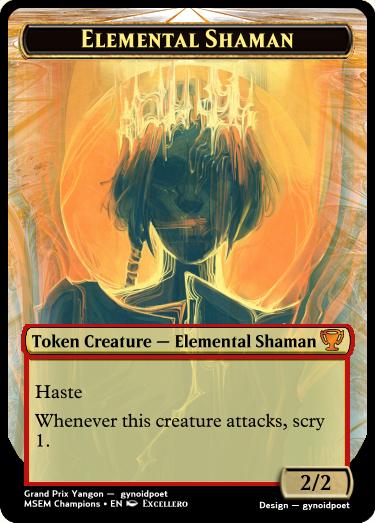 Elemental Shaman
Token Creature — Elemental Shaman
Haste
Whenever this creature attacks, scry
1.
2/2
Grand Prix Yangon — gynoidpoet
MSEM Champions • EN Excellero
Design — gynoidpoet